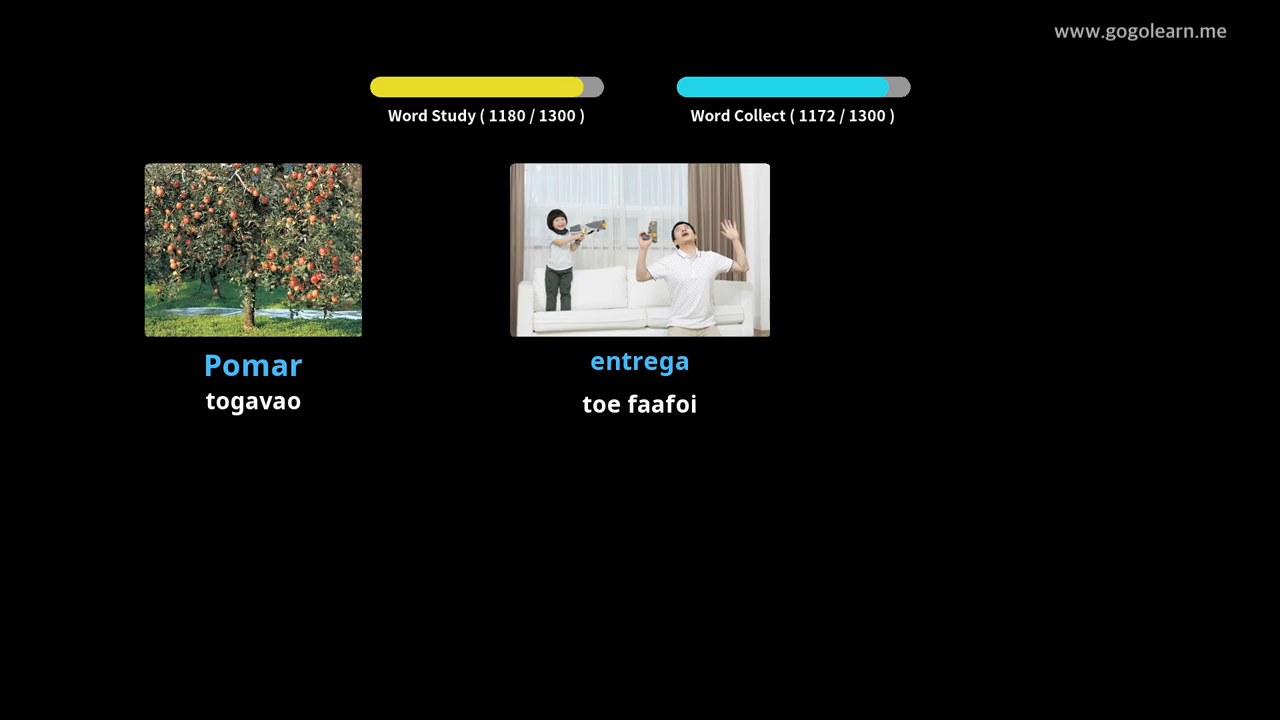 www.gogolearn.me
Word Study ( 1180 / 1300 )
Word Collect ( 1172 / 1300 )
Pomar
togavao
entrega
toe faafoi